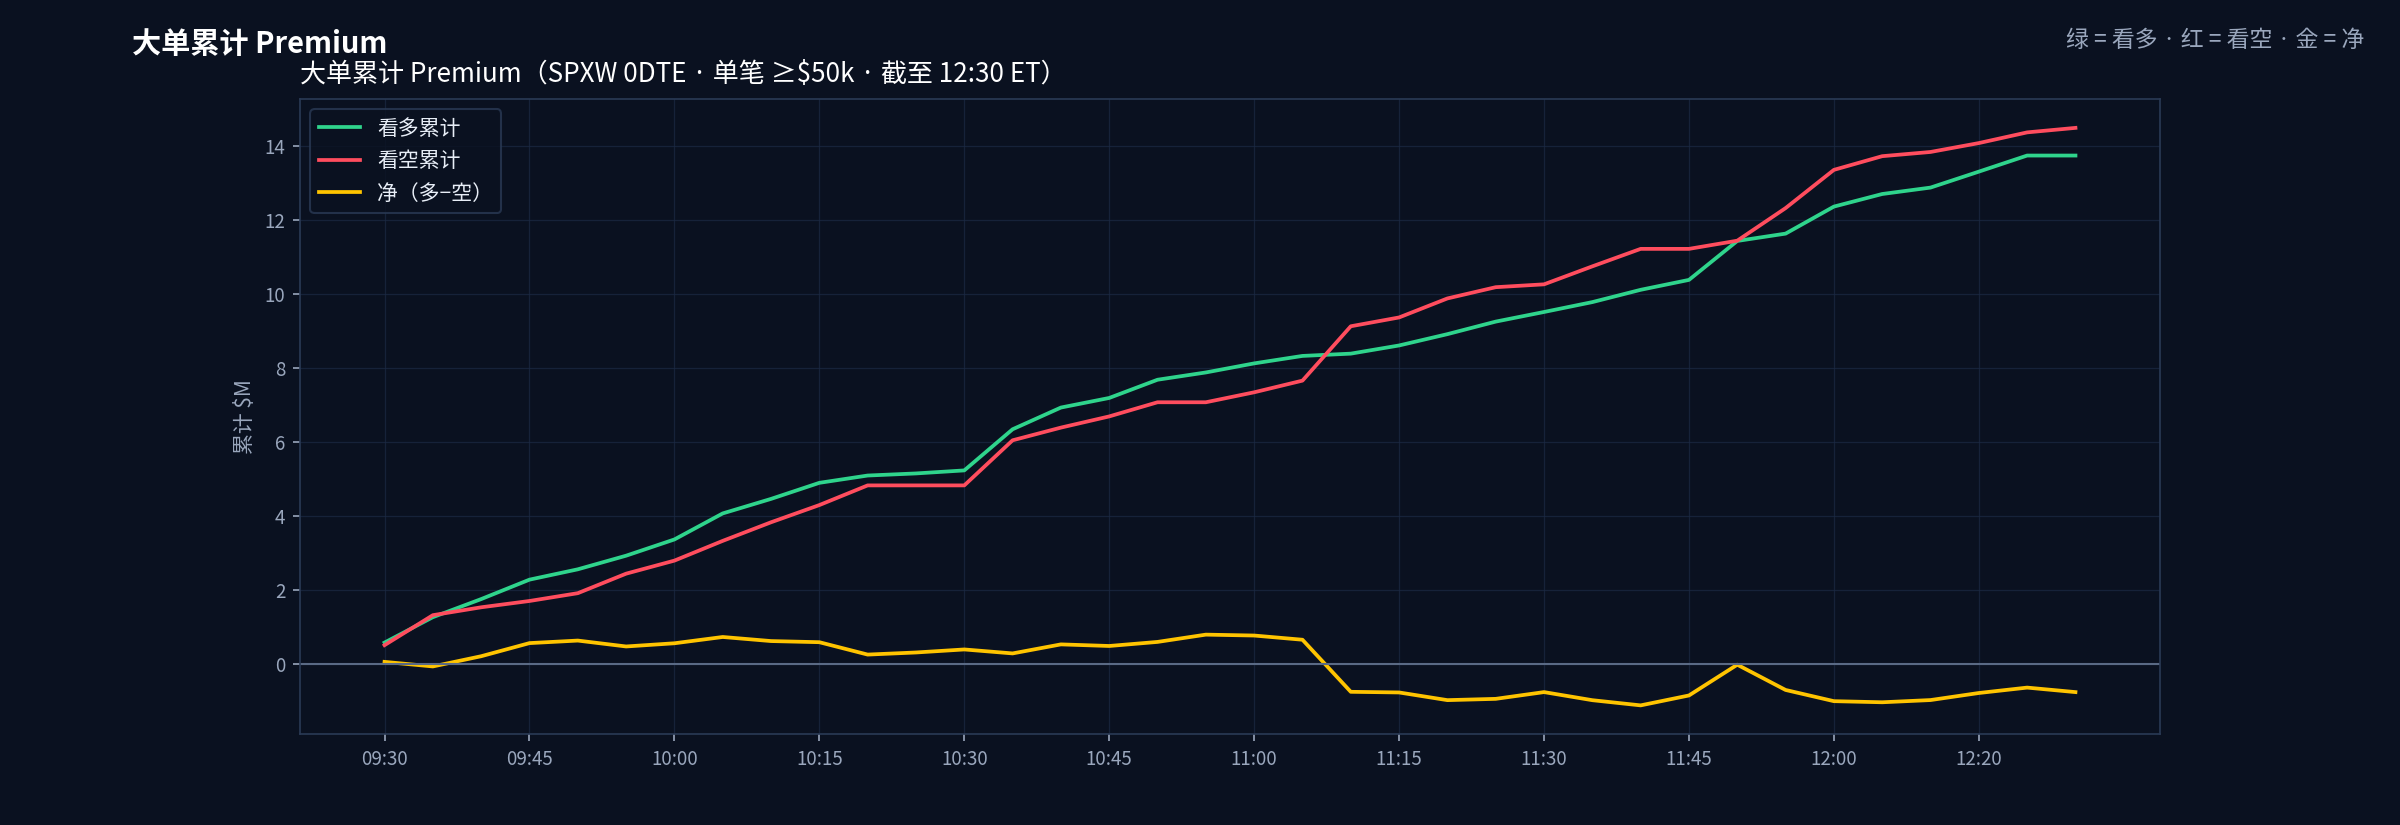 大单累计 Premium
绿 = 看多 · 红 = 看空 · 金 = 净
大单累计 Premium（SPXW 0DTE · 单笔 ≥$50k · 截至 12:30 ET）
看多累计
看空累计
净（多−空）
累计 $M
14
12
10
8
6
4
2
0
09:30 09:45 10:00 10:15 10:30 10:45 11:00 11:15 11:30 11:45 12:00 12:20